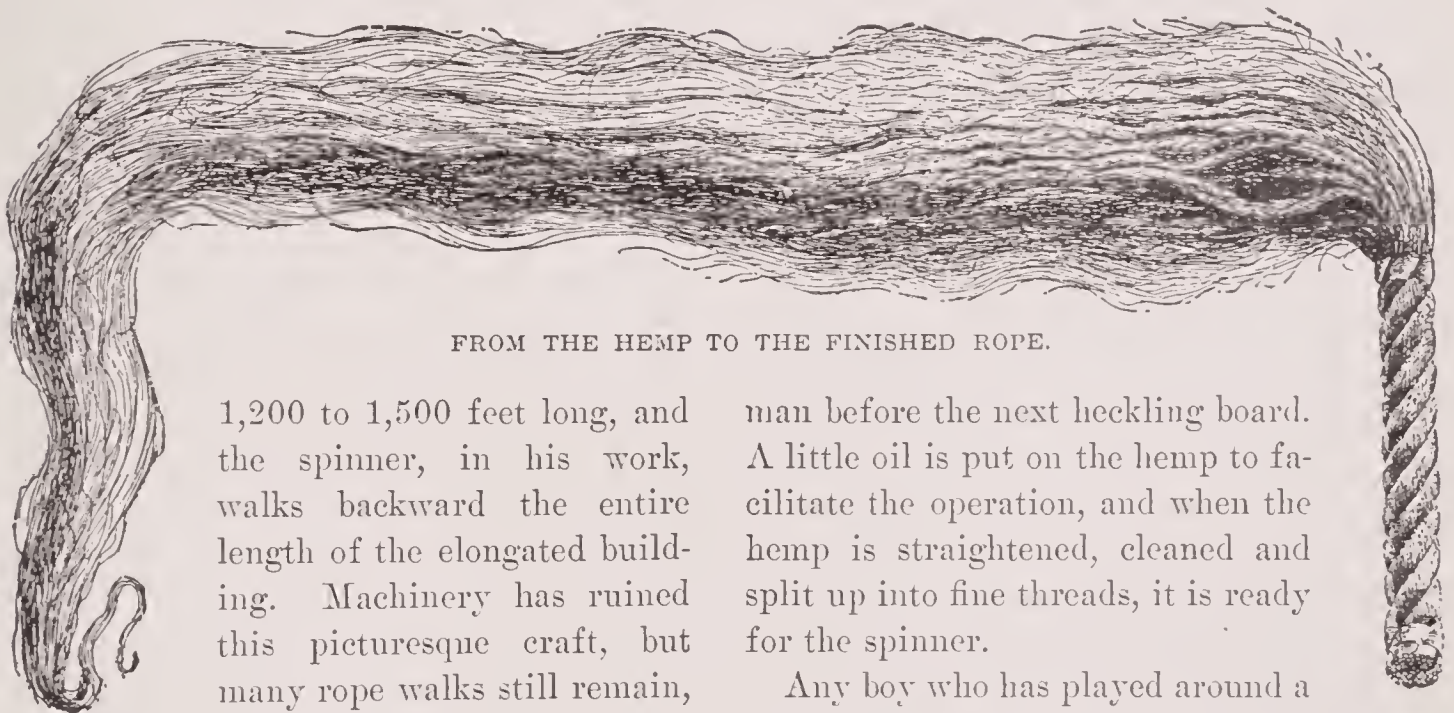 FROM THE HEMP TO THE FINISHED ROPE.
1,200 to 1,500 feet long, and
the spinner, in his work,
walks backward the entire
length of the elongated build-
ing. Machinery has ruined
this picturesque craft, but
many rope walks still remain,
man before the next heckling board.
A little oil is put on the hemp to fa-
cilitate the operation, and when the
hemp is straightened, cleaned and
split up into fine threads, it is ready
for the spinner.
Any boy who has played around a